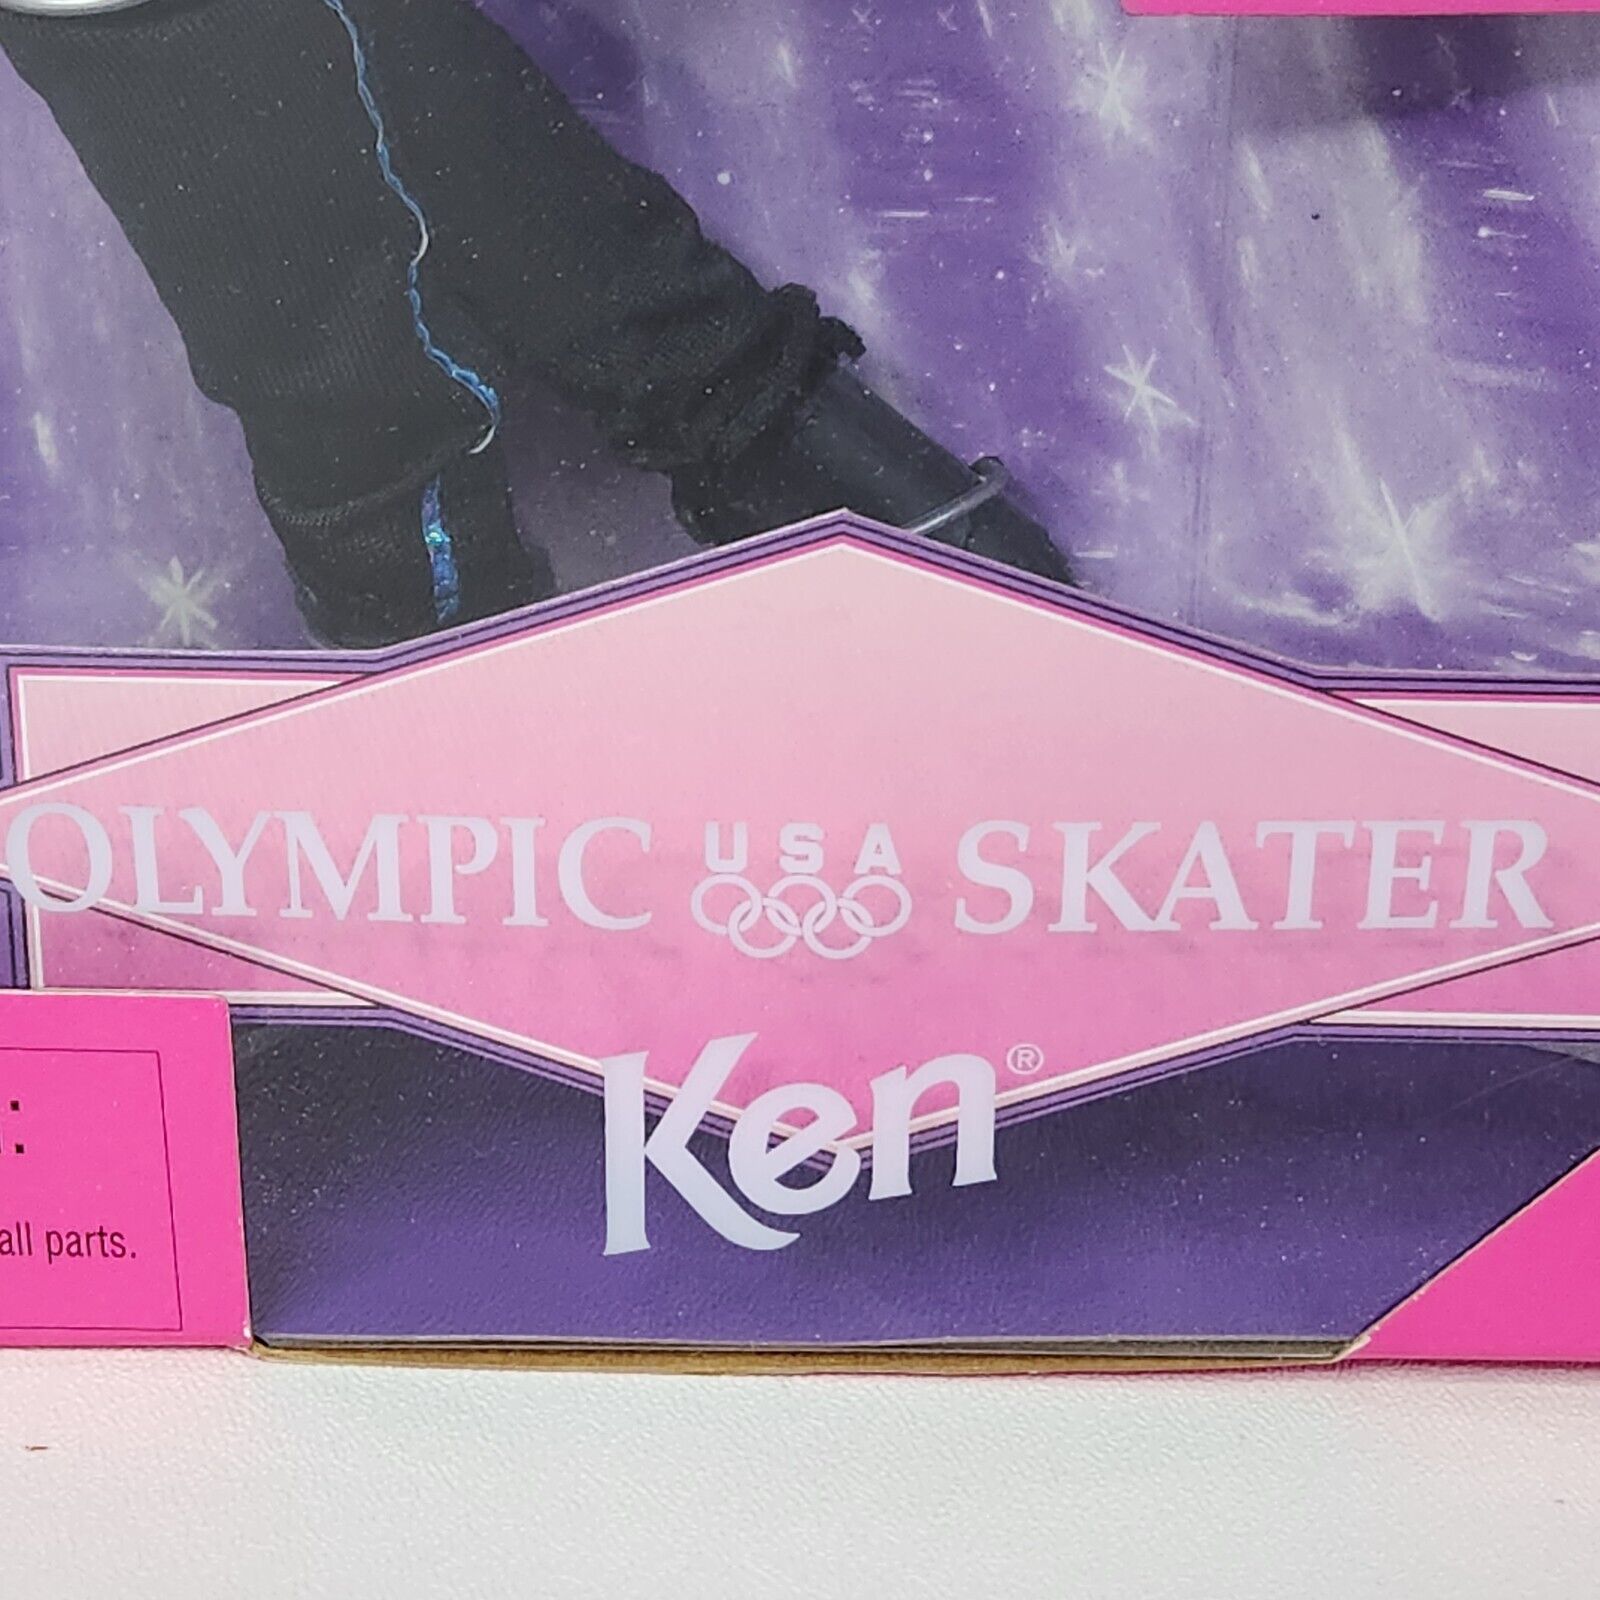 USA
OLYMPIC SKATER
Ken®
all parts.